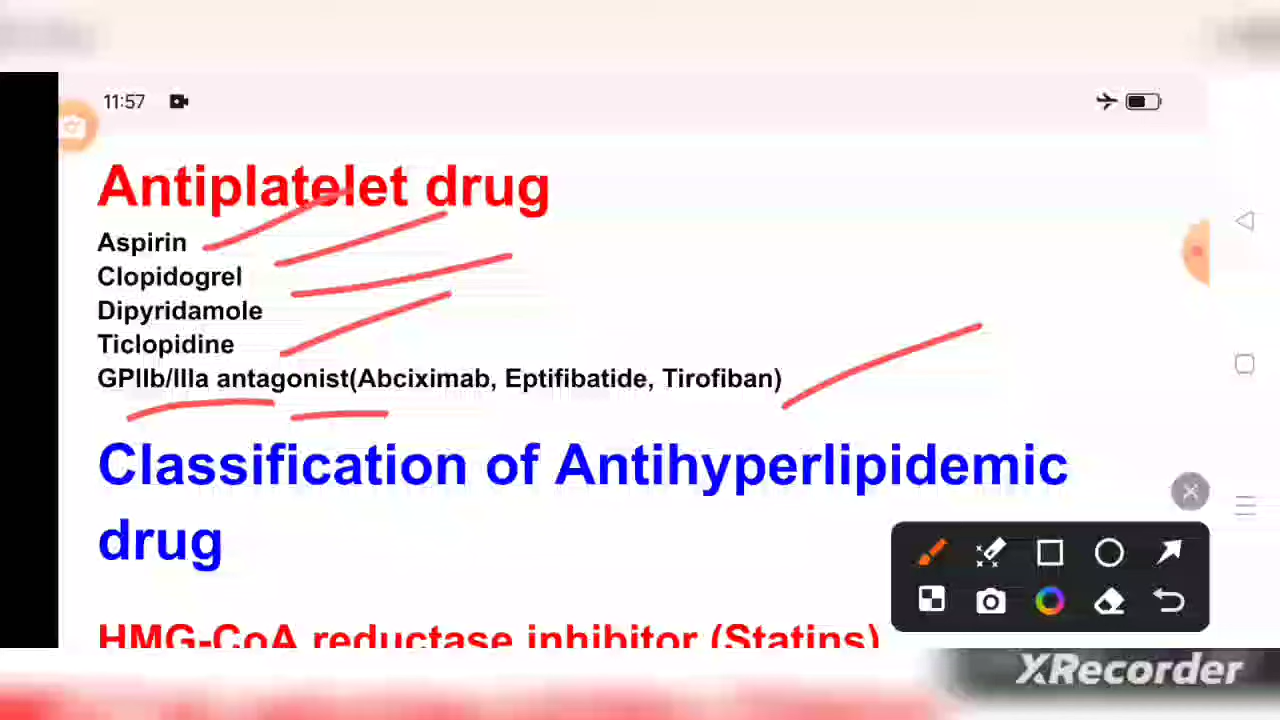 11:57
Antiplatelet drug
Aspirin
Clopidogrel
Dipyridamole
Ticlopidine
GPIIb/IIIa antagonist(Abciximab, Eptifibatide, Tirofiban)
Classification of Antihyperlipidemic
drug
HMG-CoA reductase inhibitor (Statins)
XRecorder